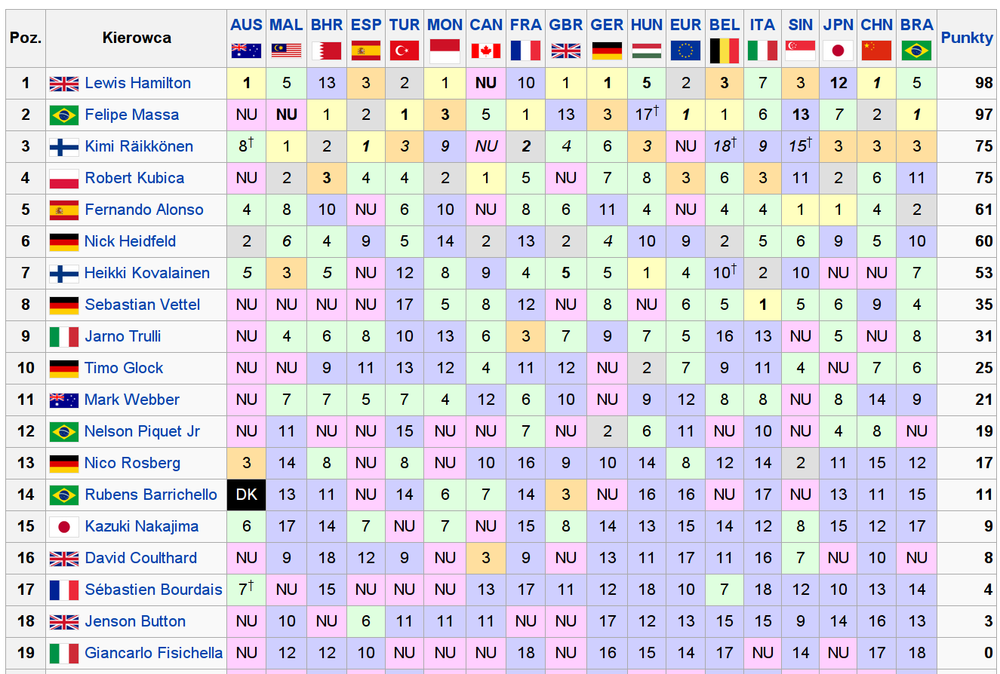 Poz. Kierowca AUS MAL BHR ESP TUR MON CAN FRA GBR GER HUN EUR BEL ITA SIN JPN CHN BRA Punkty
1 Lewis Hamilton 1 5 13 3 2 1 NU 10 1 1 5 2 3 7 3 12 1 5 98
2 Felipe Massa NU NU 1 2 1 3 5 1 13 3 17† 1 1 6 13 7 2 1 97
3 Kimi Räikkönen 8† 1 2 1 3 9 NU 2 4 6 3 NU 18† 9 15† 3 3 3 75
4 Robert Kubica NU 2 3 4 4 2 1 5 NU 7 8 3 6 3 11 2 6 11 75
5 Fernando Alonso 4 8 10 NU 6 10 NU 8 6 11 4 NU 4 4 1 1 4 2 61
6 Nick Heidfeld 2 6 4 9 5 14 2 13 2 4 10 9 2 5 6 9 5 10 60
7 Heikki Kovalainen 5 3 5 NU 12 8 9 4 5 5 1 4 10† 2 10 NU NU 7 53
8 Sebastian Vettel NU NU NU NU 17 5 8 12 NU 8 NU 6 5 1 5 6 9 4 35
9 Jarno Trulli NU 4 6 8 10 13 6 3 7 9 7 5 16 13 NU 5 NU 8 31
10 Timo Glock NU NU 9 11 13 12 4 11 12 NU 2 7 9 11 4 NU 7 6 25
11 Mark Webber NU 7 7 5 7 4 12 6 10 NU 9 12 8 8 NU 8 14 9 21
12 Nelson Piquet Jr NU 11 NU NU 15 NU NU 7 NU 2 6 11 NU 10 NU 4 8 NU 19
13 Nico Rosberg 3 14 8 NU 8 NU 10 16 9 10 14 8 12 14 2 11 15 12 17
14 Rubens Barrichello DK 13 11 NU 14 6 7 14 3 NU 16 16 NU 17 NU 13 11 15 11
15 Kazuki Nakajima 6 17 14 7 NU 7 NU 15 8 14 13 15 14 12 8 15 12 17 9
16 David Coulthard NU 9 18 12 9 NU 3 9 NU 13 11 17 11 16 7 NU 10 NU 8
17 Sébastien Bourdais 7† NU 15 NU NU NU 13 17 11 12 18 10 7 18 12 10 13 14 4
18 Jenson Button NU 10 NU 6 11 11 11 NU NU 17 12 13 15 15 9 14 16 13 3
19 Giancarlo Fisichella NU 12 12 10 NU NU NU 18 NU 16 15 14 17 NU 14 NU 17 18 0